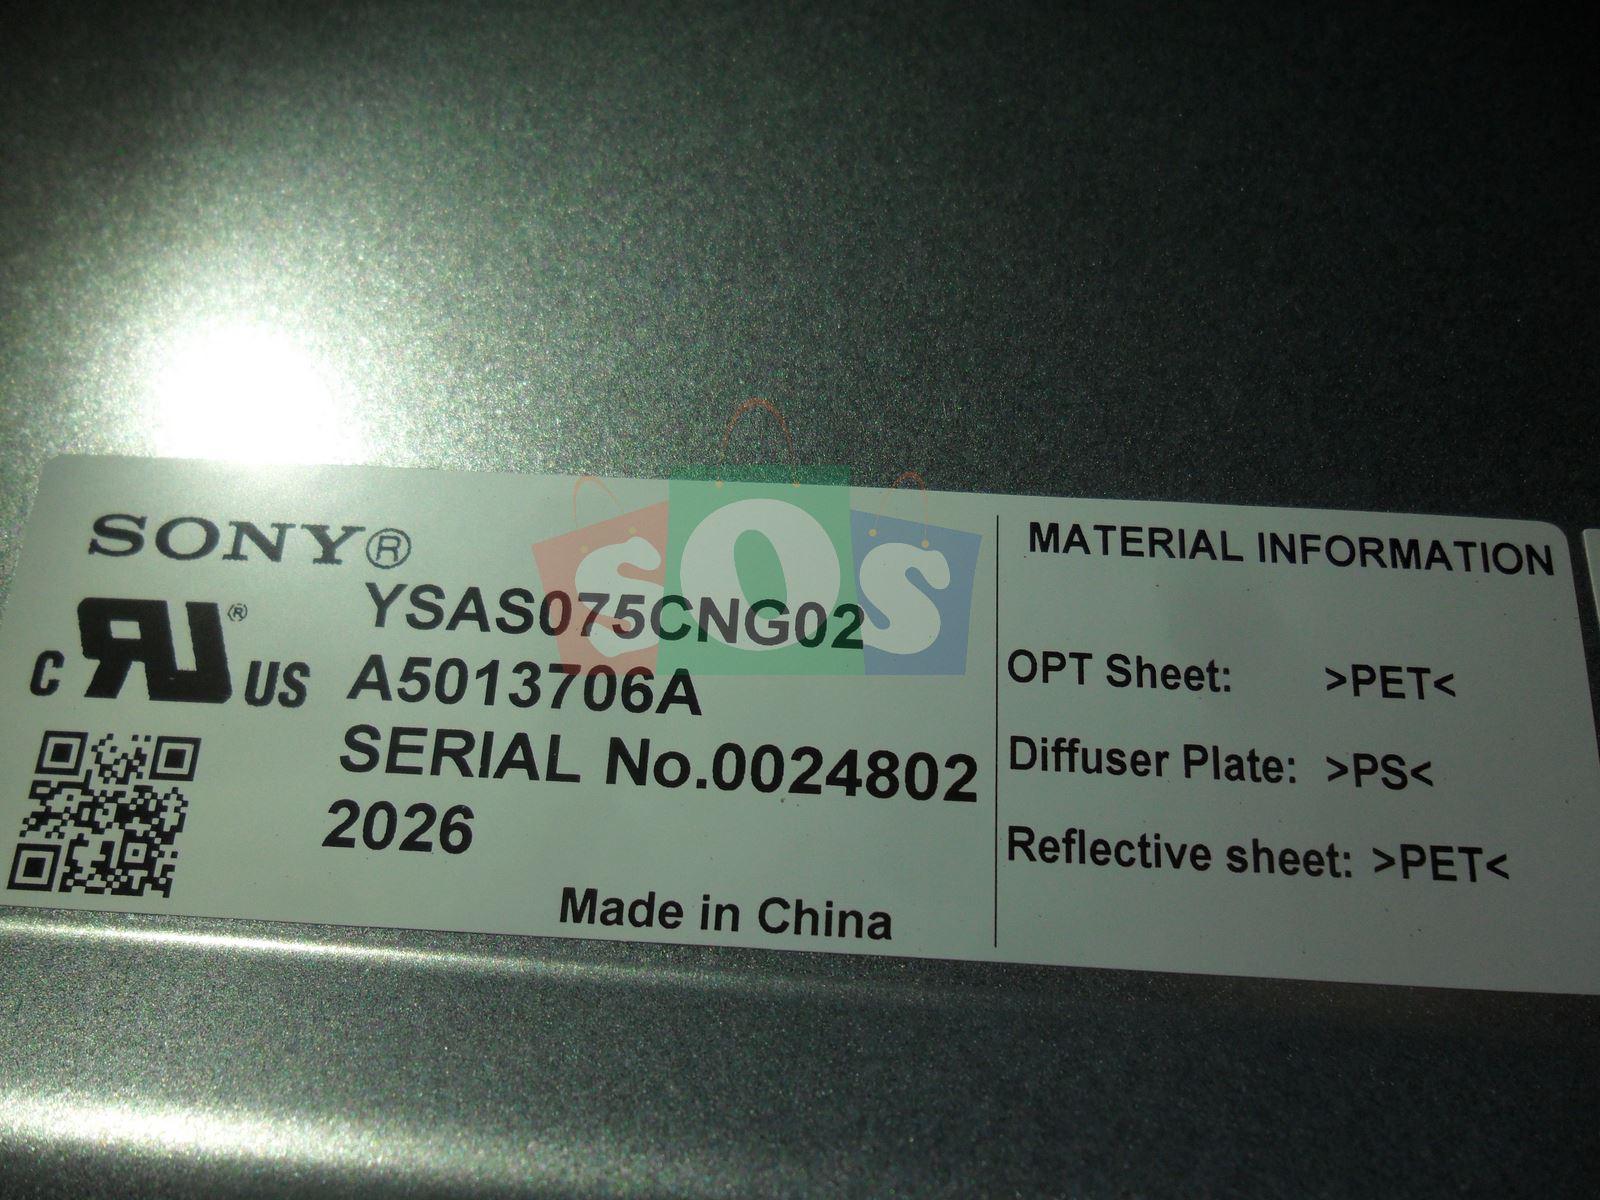 SONY®
YSAS075CNG02
C RU® US
A5013706A
SERIAL No.0024802
2026
Made in China
MATERIAL INFORMATION
OPT Sheet: >PET<
Diffuser Plate: >PS<
Reflective sheet: >PET<
SOS